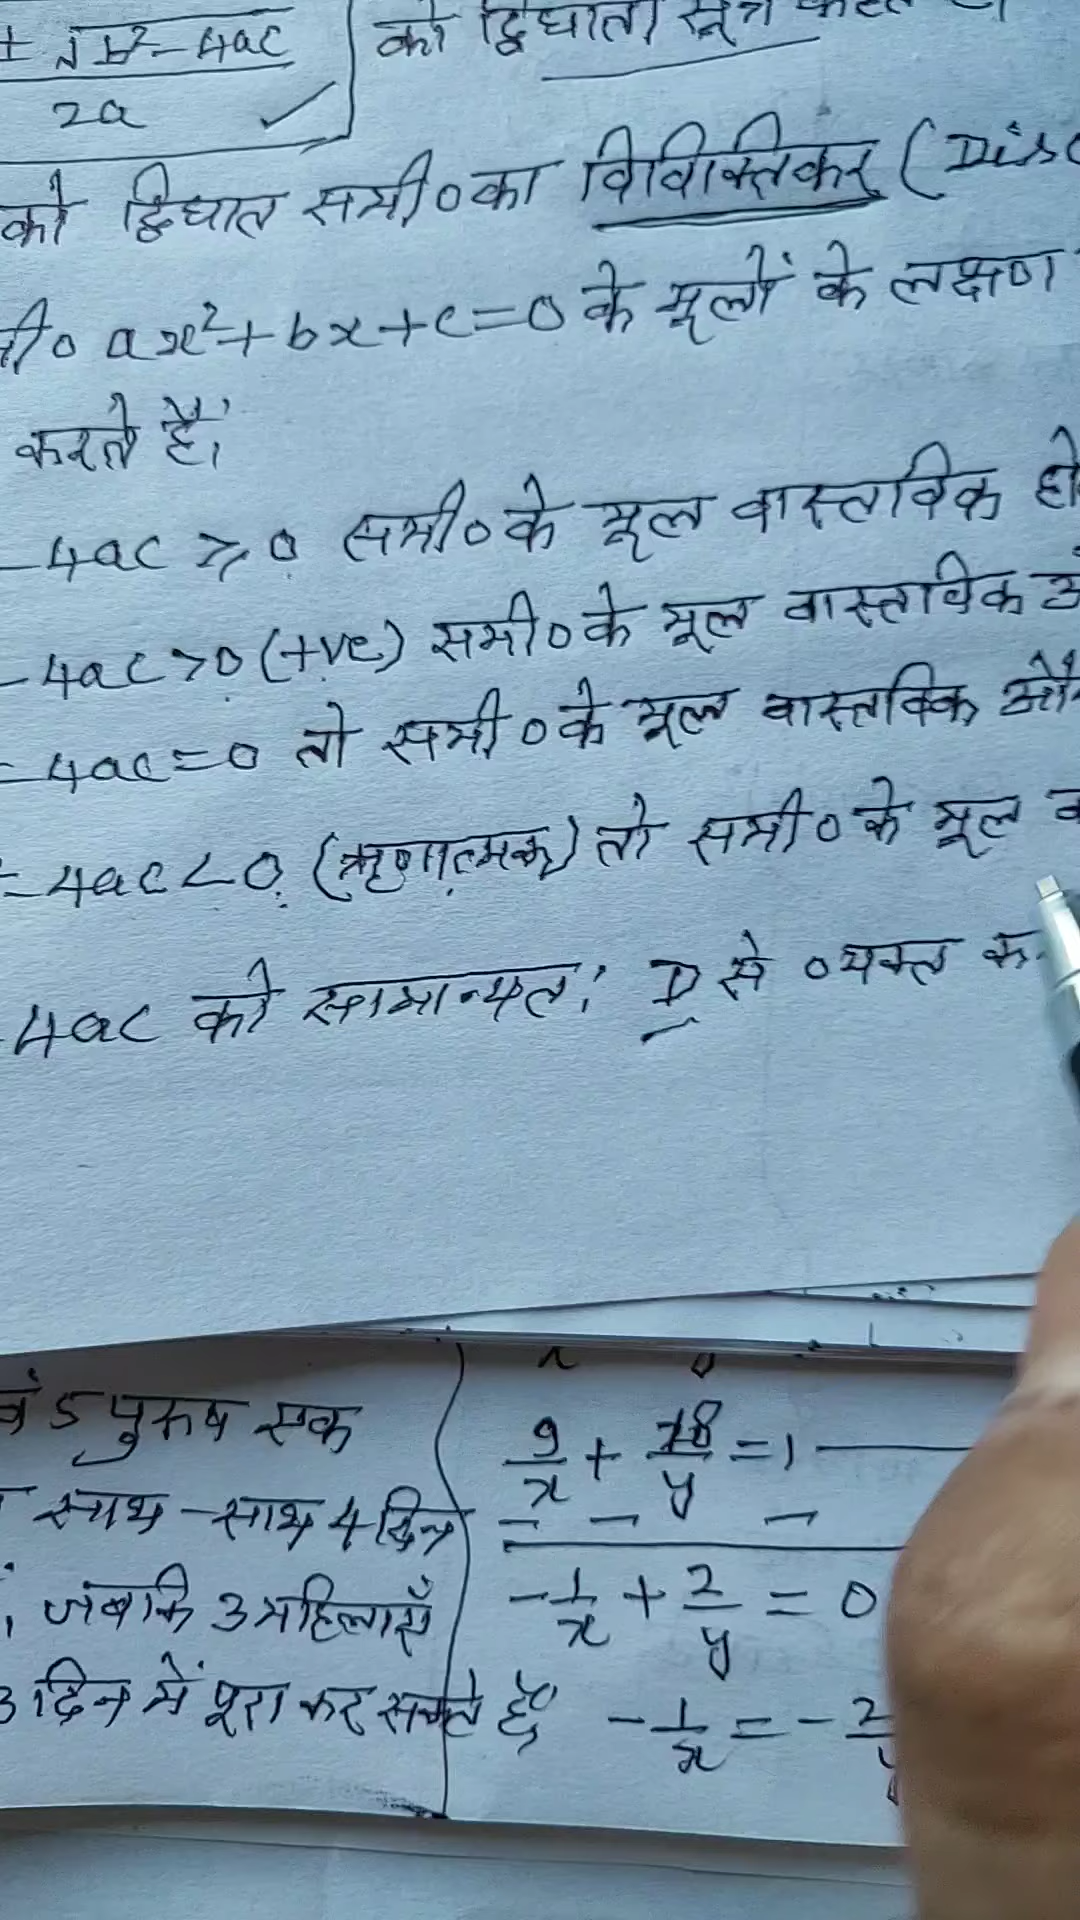 ± √b²-4ac को द्विघाती सूत्र कहते
2a
को द्विघात समी० का विविक्तिकर (Disc
मी० ax²+bx+c=0 के मूलों के लक्षण
करते हैं।
-4ac ≥ 0 समी० के मूल वास्तविक हो
-4ac>0 (+ve) समी० के मूल वास्तविक औ
-4ac=0 तो समी० के मूल वास्तविक और
-4ac<0 (ऋणात्मक) तो समी० के मूल व
4ac को सामान्यतः D से व्यक्त क
5 पुरुष एक
साथ-साथ 4 दिन
, जबकि 3 महिलाएँ
3 दिन में पूरा कर सकते हैं
9/x + 18/y = 1
- - -
-1/x + 2/y = 0
-1/x = -2/y